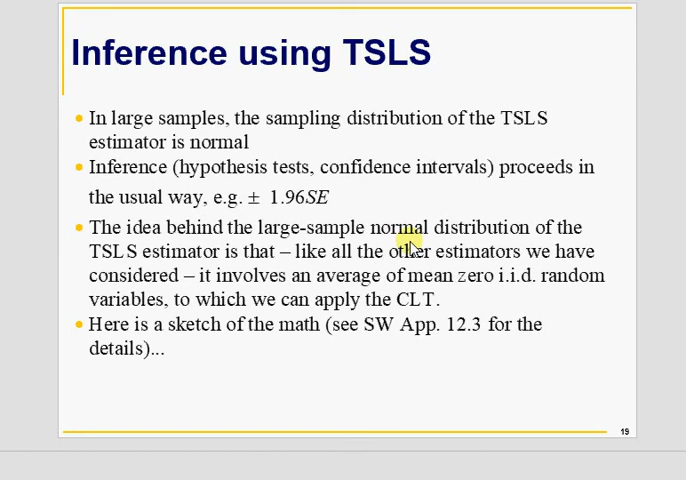 Inference using TSLS
• In large samples, the sampling distribution of the TSLS
estimator is normal
• Inference (hypothesis tests, confidence intervals) proceeds in
the usual way, e.g. ± 1.96SE
• The idea behind the large-sample normal distribution of the
TSLS estimator is that – like all the other estimators we have
considered – it involves an average of mean zero i.i.d. random
variables, to which we can apply the CLT.
• Here is a sketch of the math (see SW App. 12.3 for the
details)...
19